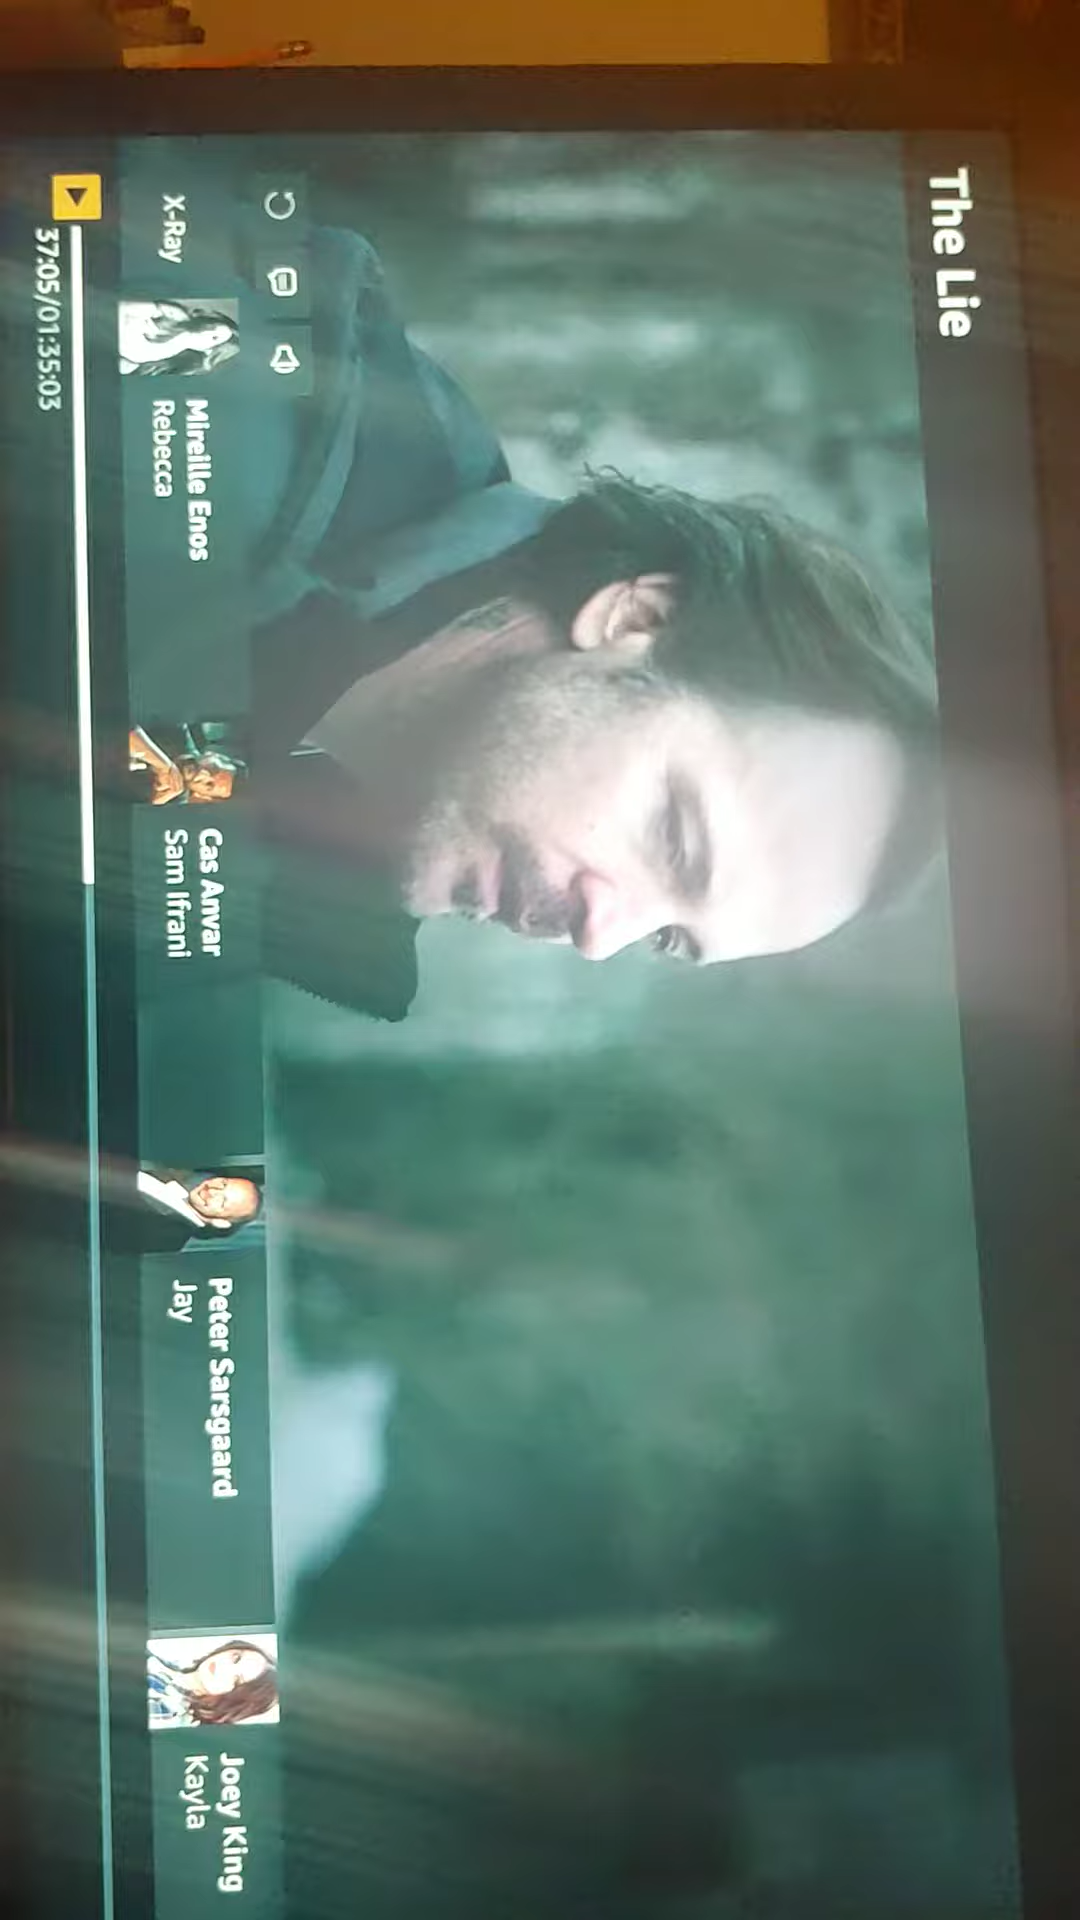 The Lie
X-Ray
Mireille Enos
Rebecca
Cas Anvar
Sam Ifrani
Peter Sarsgaard
Jay
Joey King
Kayla
37:05/01:35:03